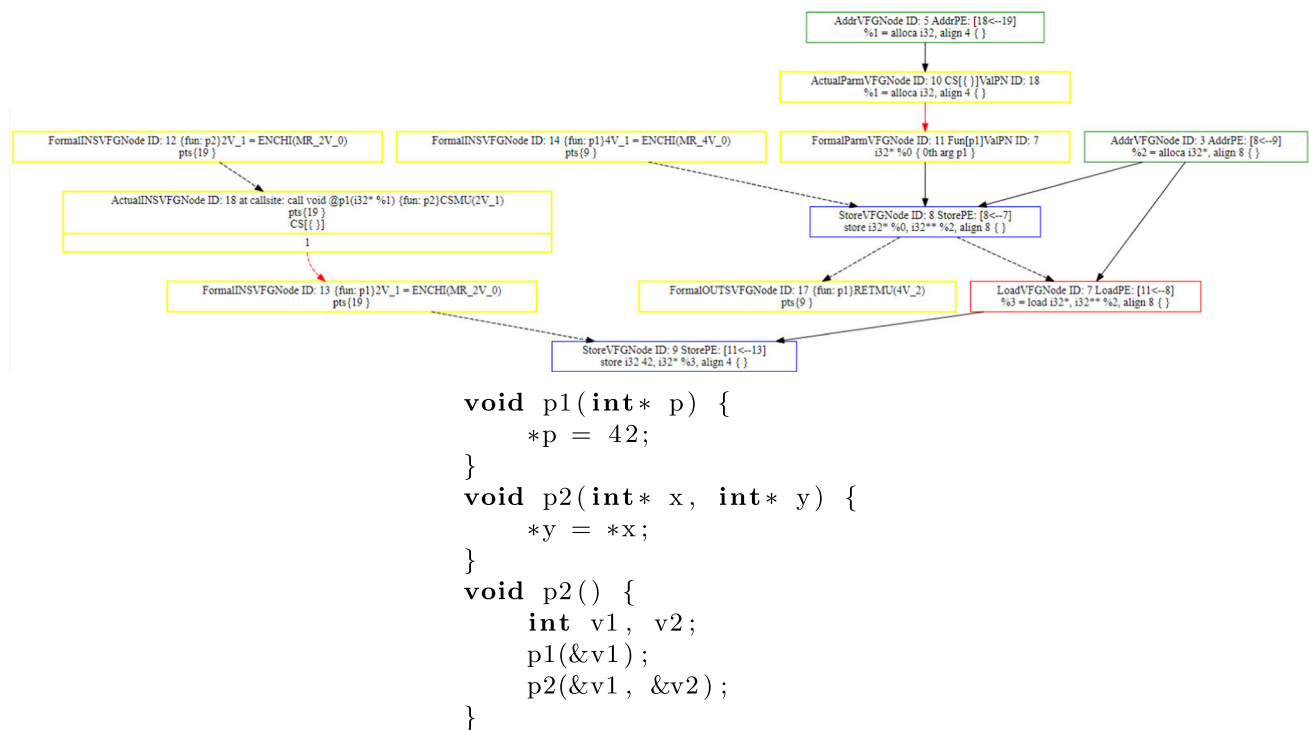 AddrVFGNode ID: 5 AddrPE: [18<--19]
%1 = alloca i32, align 4 { }
ActualParmVFGNode ID: 10 CS[{ }]ValPN ID: 18
%1 = alloca i32, align 4 { }
FormalINSVFGNode ID: 12 {fun: p2}2V_1 = ENCHI(MR_2V_0)
pts{19 }
FormalINSVFGNode ID: 14 {fun: p1}4V_1 = ENCHI(MR_4V_0)
pts{9 }
FormalParmVFGNode ID: 11 Fun[p1]ValPN ID: 7
i32* %0 { 0th arg p1 }
AddrVFGNode ID: 3 AddrPE: [8<--9]
%2 = alloca i32*, align 8 { }
ActualINSVFGNode ID: 18 at callsite: call void @p1(i32* %1) {fun: p2}CSMU(2V_1)
pts{19 }
CS[{ }]
1
StoreVFGNode ID: 8 StorePE: [8<--7]
store i32* %0, i32** %2, align 8 { }
FormalINSVFGNode ID: 13 {fun: p1}2V_1 = ENCHI(MR_2V_0)
pts{19 }
FormalOUTSVFGNode ID: 17 {fun: p1}RETMU(4V_2)
pts{9 }
LoadVFGNode ID: 7 LoadPE: [11<--8]
%3 = load i32*, i32** %2, align 8 { }
StoreVFGNode ID: 9 StorePE: [11<--13]
store i32 42, i32* %3, align 4 { }
void p1(int* p) {
*p = 42;
}
void p2(int* x, int* y) {
*y = *x;
}
void p2() {
int v1, v2;
p1(&v1);
p2(&v1, &v2);
}